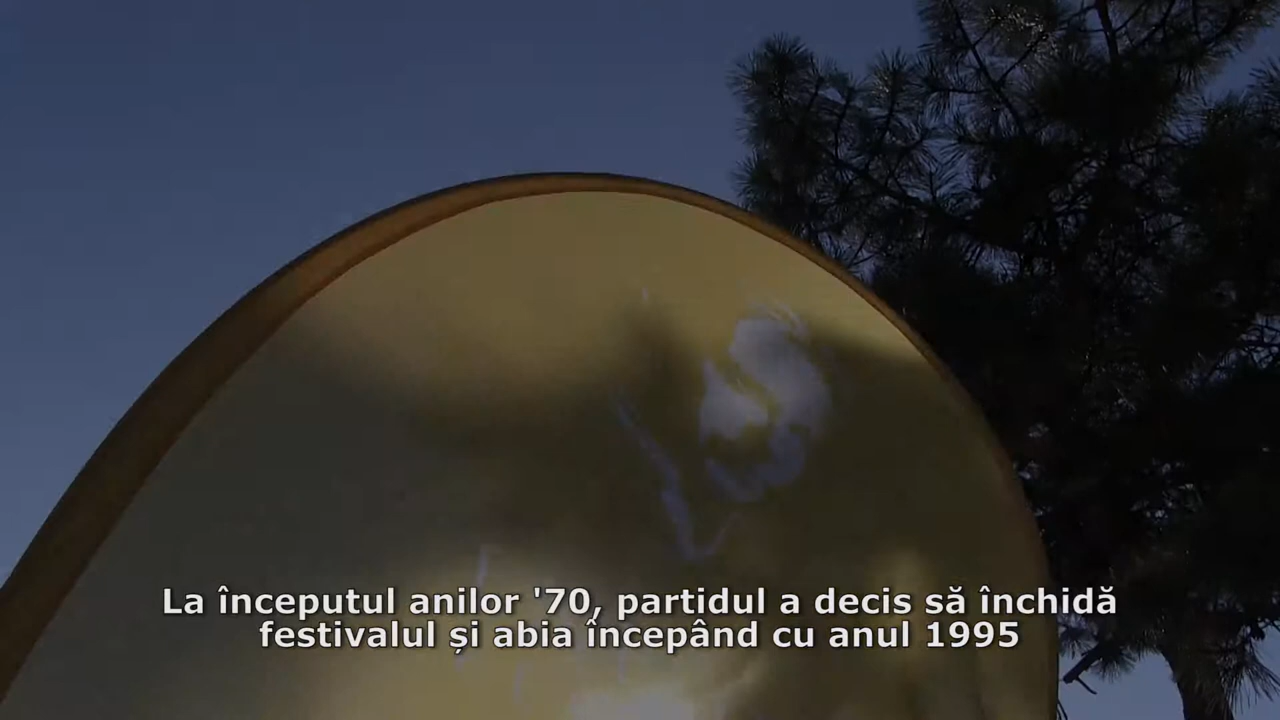 La începutul anilor '70, partidul a decis să închidă
festivalul și abia începând cu anul 1995